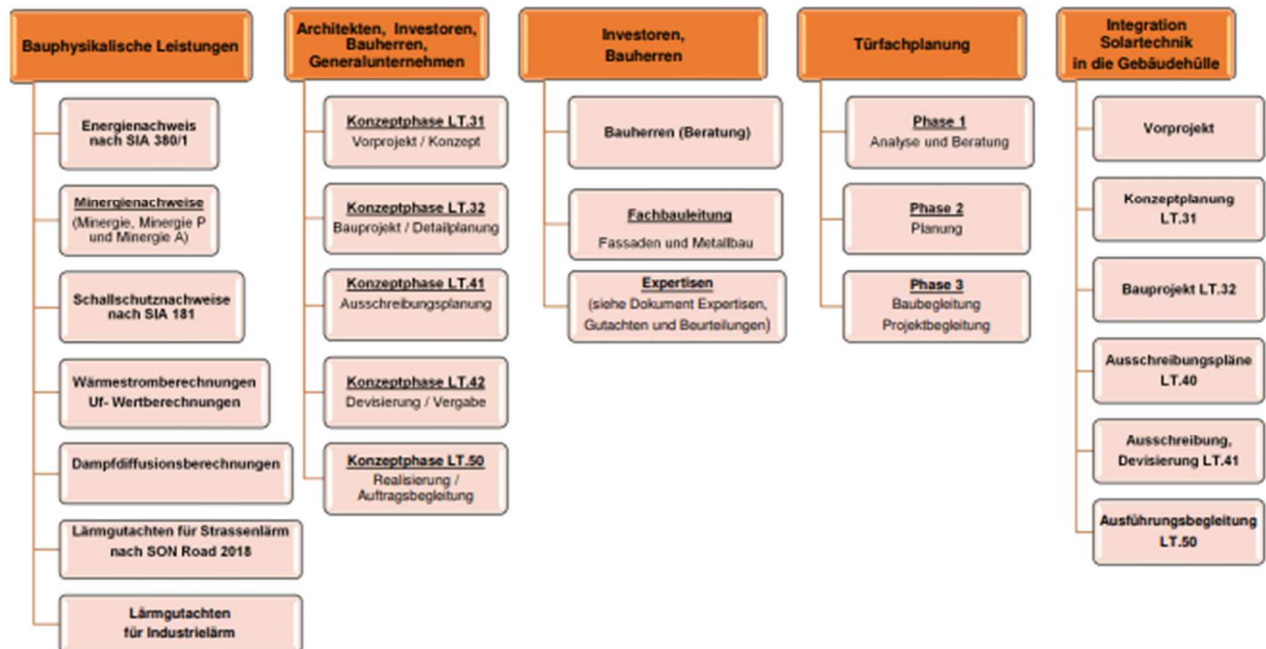 Bauphysikalische Leistungen
Energienachweis
nach SIA 380/1
Minergienachweise
(Minergie, Minergie P
und Minergie A)
Schallschutznachweise
nach SIA 181
Wärmestromberechnungen
Uf- Wertberechnungen
Dampfdiffusionsberechnungen
Lärmgutachten für Strassenlärm
nach SON Road 2018
Lärmgutachten
für Industrielärm
Architekten, Investoren,
Bauherren,
Generalunternehmen
Konzeptphase LT.31
Vorprojekt / Konzept
Konzeptphase LT.32
Bauprojekt / Detailplanung
Konzeptphase LT.41
Ausschreibungsplanung
Konzeptphase LT.42
Devisierung / Vergabe
Konzeptphase LT.50
Realisierung /
Auftragsbegleitung
Investoren,
Bauherren
Bauherren (Beratung)
Fachbauleitung
Fassaden und Metallbau
Expertisen
(siehe Dokument Expertisen,
Gutachten und Beurteilungen)
Türfachplanung
Phase 1
Analyse und Beratung
Phase 2
Planung
Phase 3
Baubegleitung
Projektbegleitung
Integration
Solartechnik
in die Gebäudehülle
Vorprojekt
Konzeptplanung
LT.31
Bauprojekt LT.32
Ausschreibungspläne
LT.40
Ausschreibung,
Devisierung LT.41
Ausführungsbegleitung
LT.50